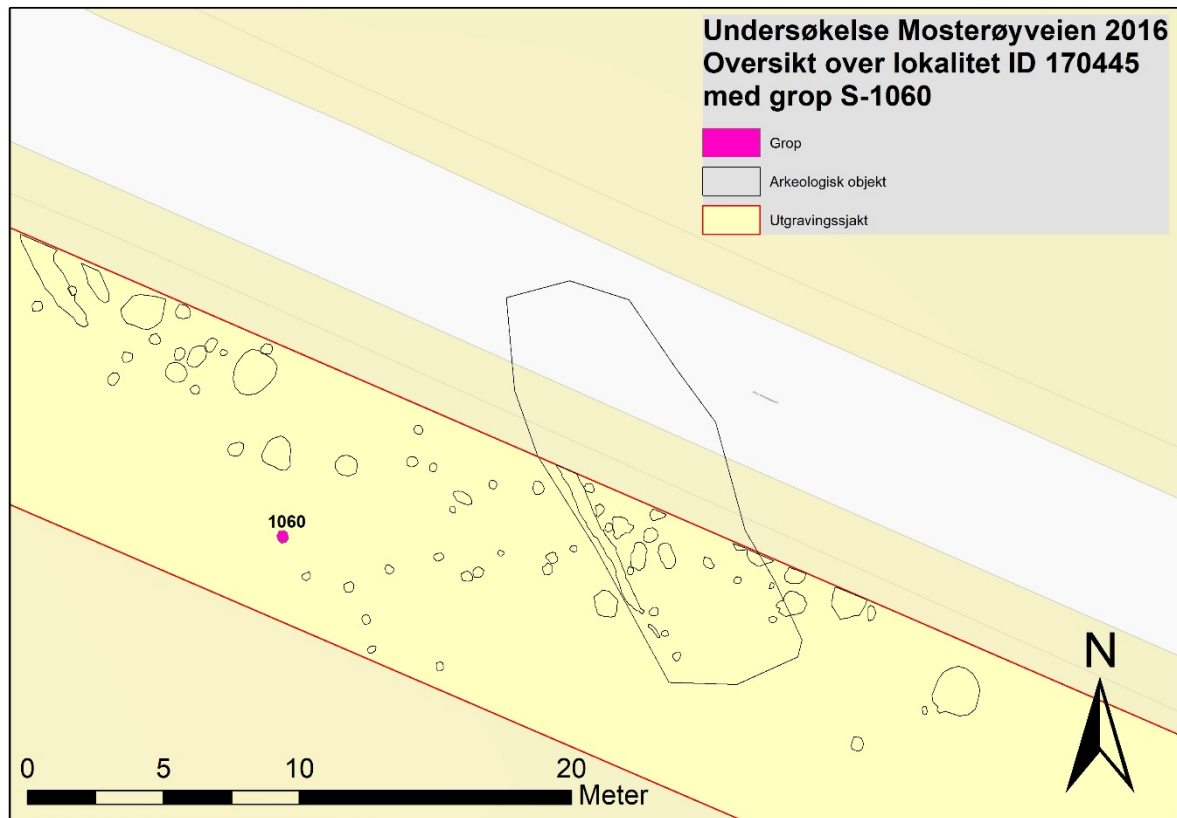 Undersøkelse Mosterøyveien 2016
Oversikt over lokalitet ID 170445
med grop S-1060
Grop
Arkeologisk objekt
Utgravingssjakt
1060
N
0 5 10 20
Meter